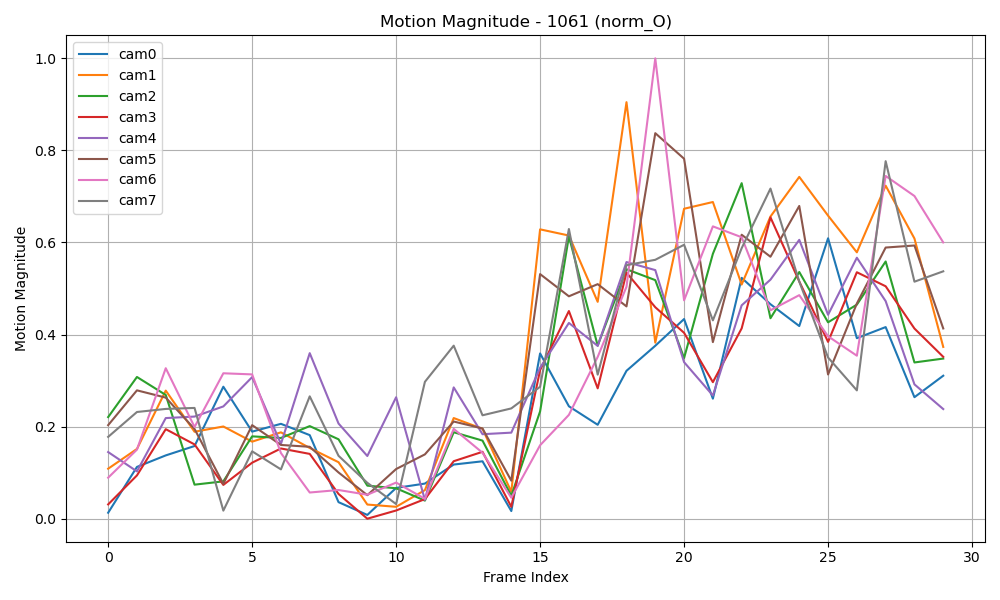 Motion Magnitude - 1061 (norm_O)
cam0
cam1
cam2
cam3
cam4
cam5
cam6
cam7
Motion Magnitude
1.0
0.8
0.6
0.4
0.2
0.0
0 5 10 15 20 25 30
Frame Index